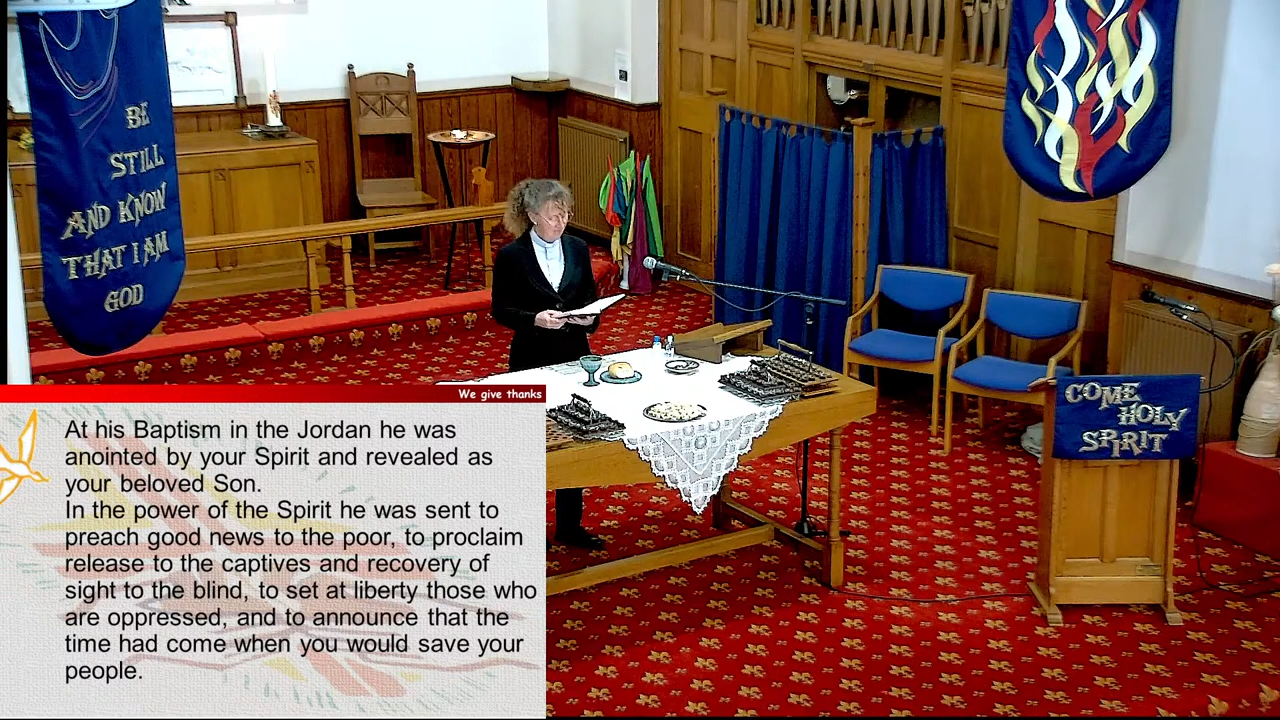 BE
STILL
AND KNOW
THAT I AM
GOD
COME
HOLY
SPIRIT
We give thanks
At his Baptism in the Jordan he was
anointed by your Spirit and revealed as
your beloved Son.
In the power of the Spirit he was sent to
preach good news to the poor, to proclaim
release to the captives and recovery of
sight to the blind, to set at liberty those who
are oppressed, and to announce that the
time had come when you would save your
people.